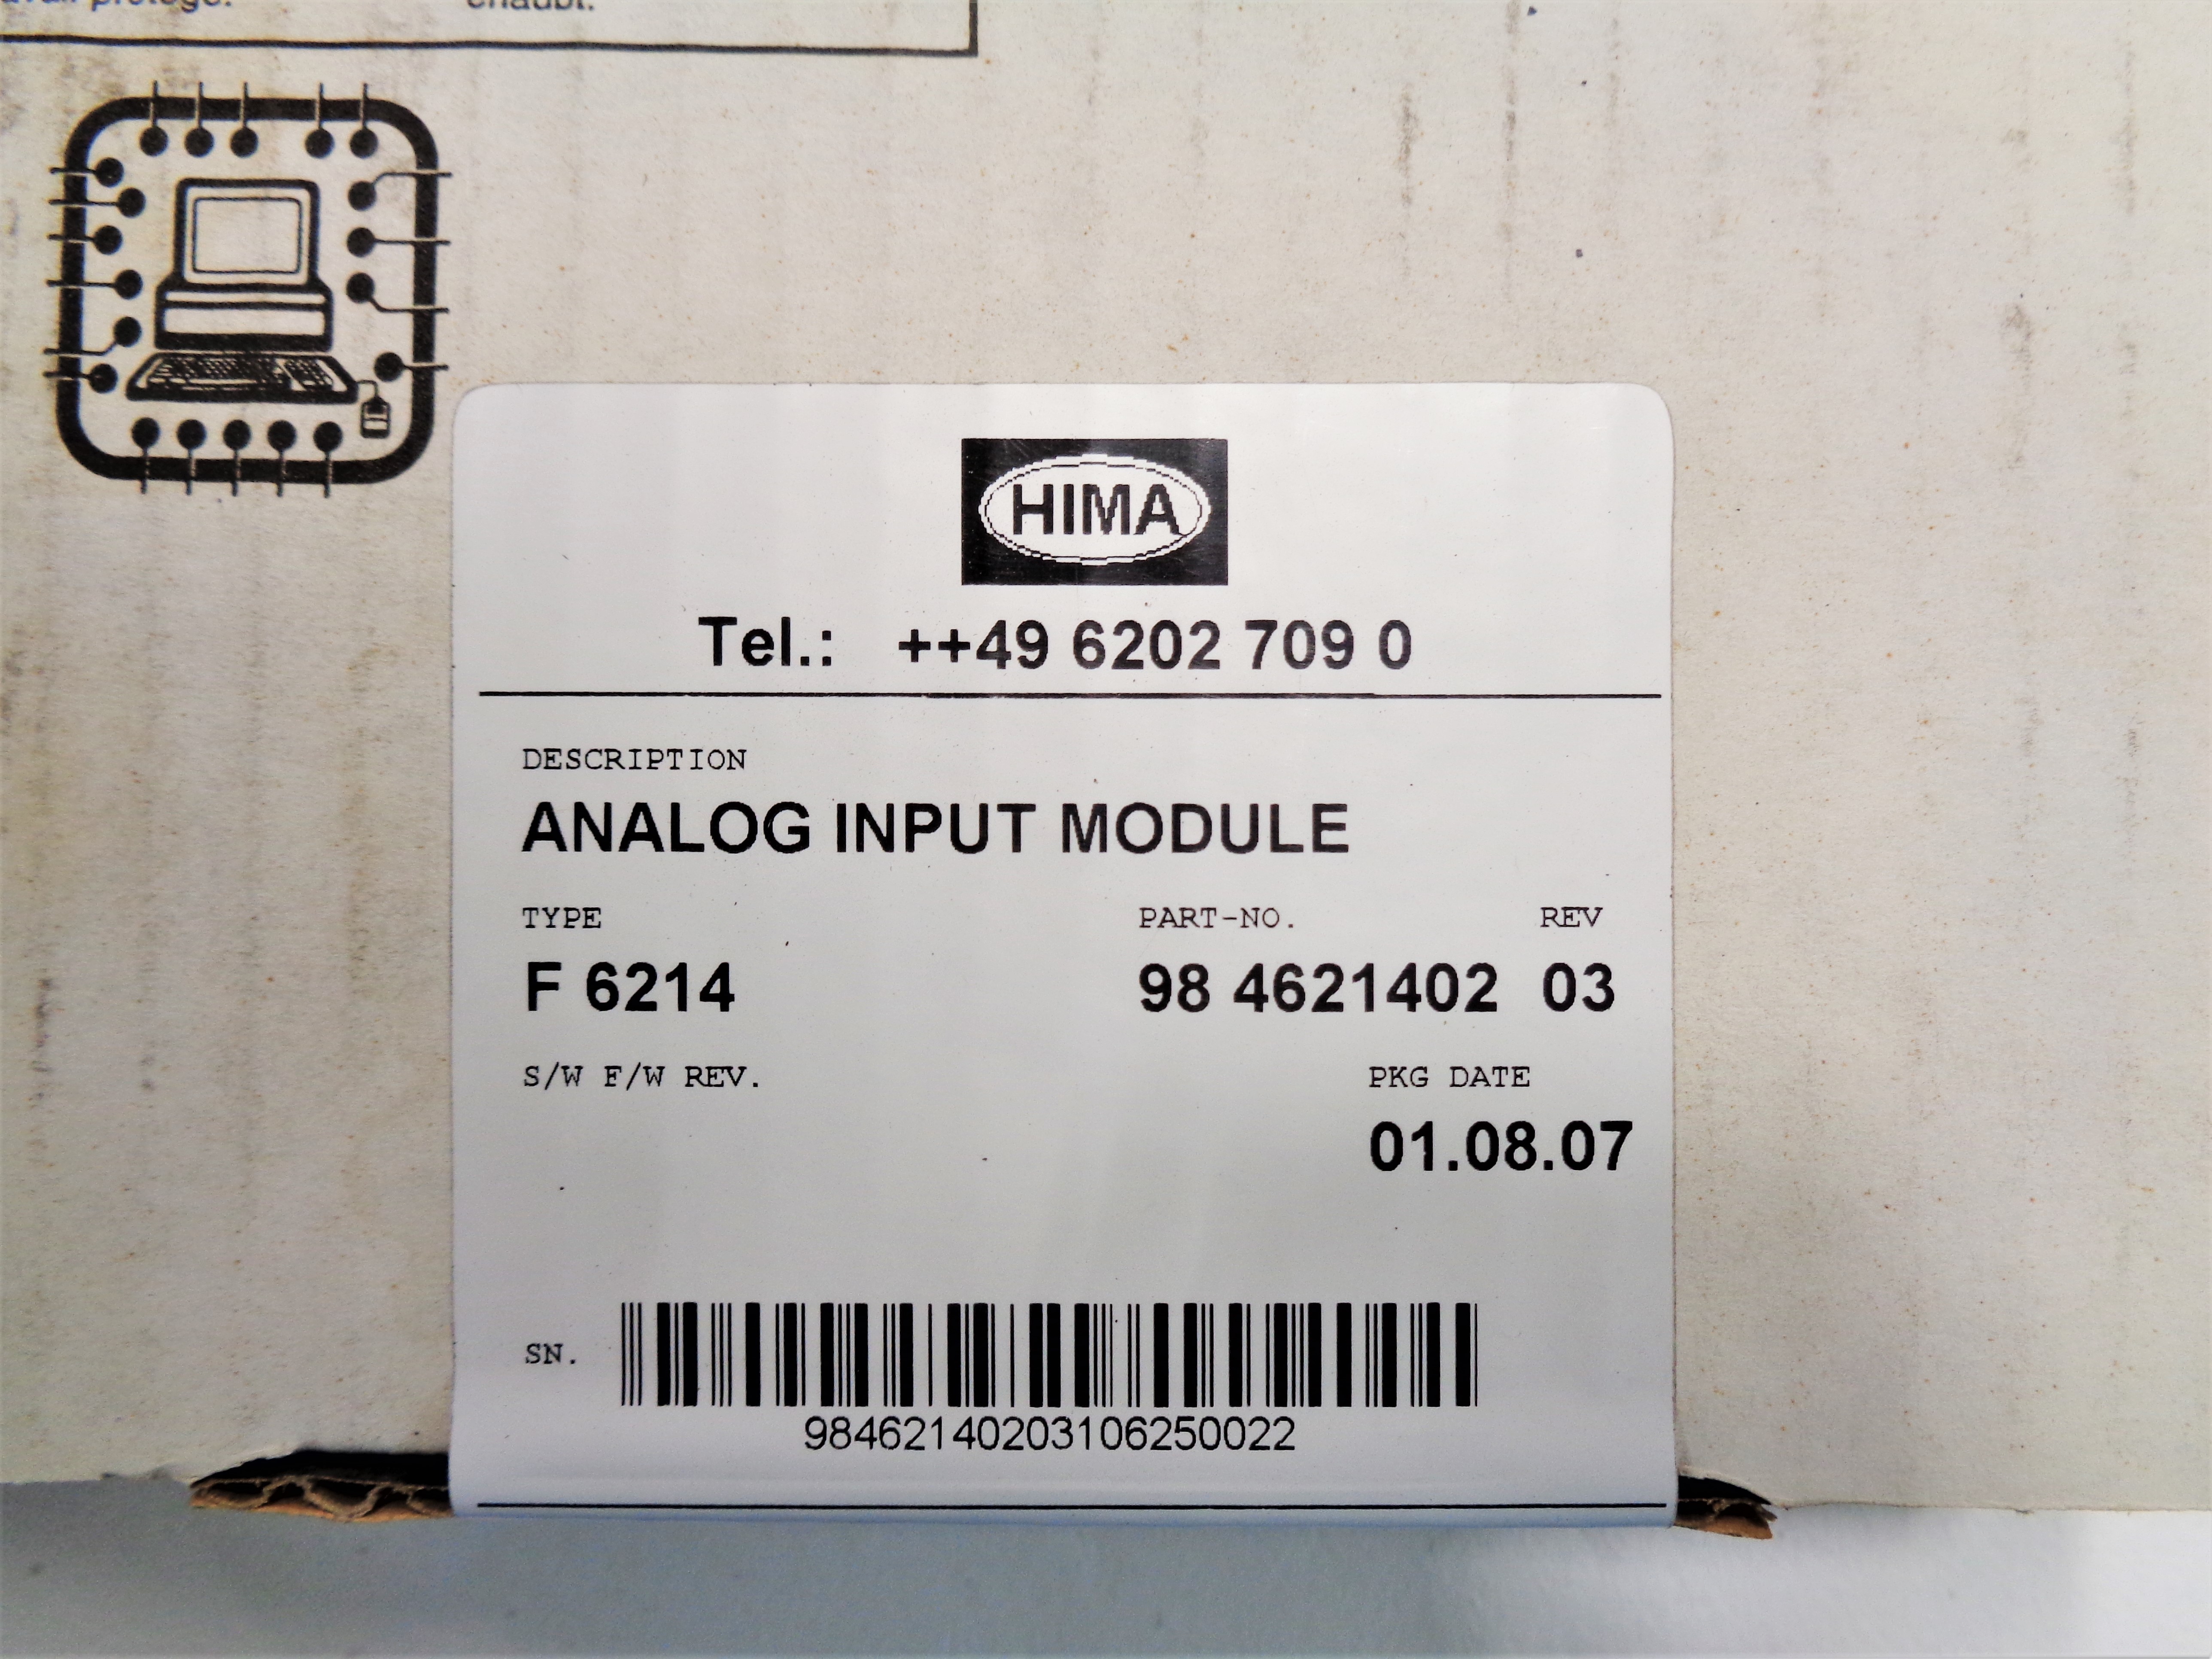 HIMA
Tel.: ++49 6202 709 0
DESCRIPTION
ANALOG INPUT MODULE
TYPE PART-NO. REV
F 6214 98 4621402 03
S/W F/W REV. PKG DATE
01.08.07
SN.
98462140203106250022